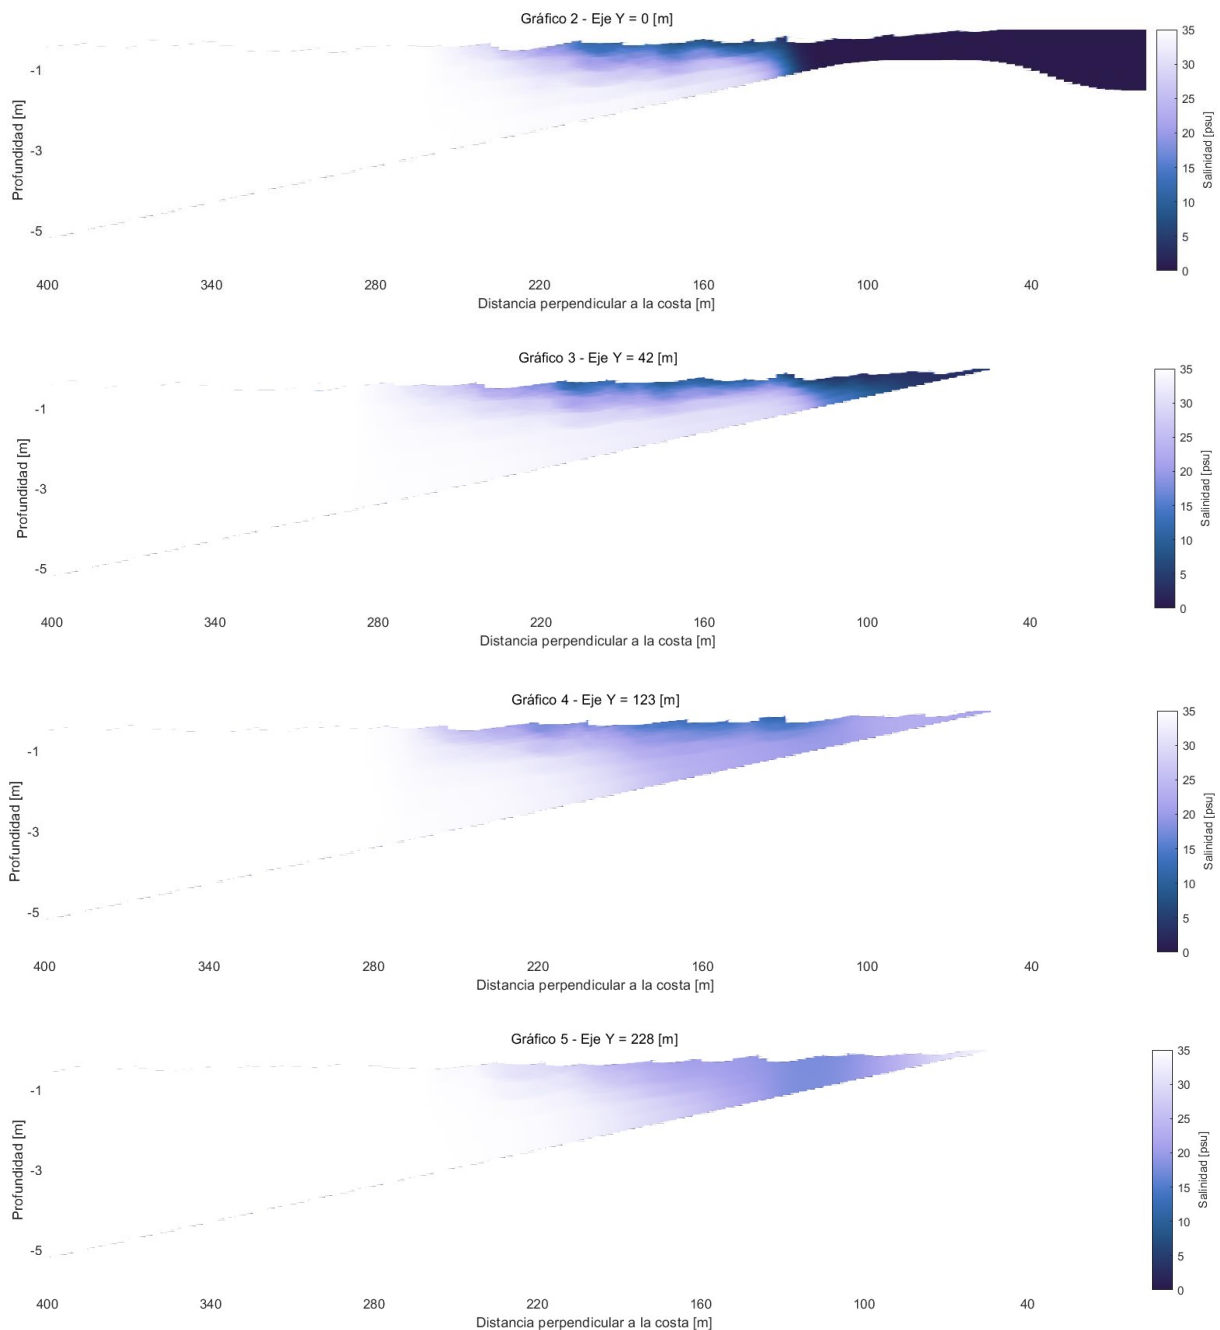 Gráfico 2 - Eje Y = 0 [m]
-1
-3
-5
Profundidad [m]
400 340 280 220 160 100 40
Distancia perpendicular a la costa [m]
35
30
25
20
15
10
5
0
Salinidad [psu]
Gráfico 3 - Eje Y = 42 [m]
-1
-3
-5
Profundidad [m]
400 340 280 220 160 100 40
Distancia perpendicular a la costa [m]
35
30
25
20
15
10
5
0
Salinidad [psu]
Gráfico 4 - Eje Y = 123 [m]
-1
-3
-5
Profundidad [m]
400 340 280 220 160 100 40
Distancia perpendicular a la costa [m]
35
30
25
20
15
10
5
0
Salinidad [psu]
Gráfico 5 - Eje Y = 228 [m]
-1
-3
-5
Profundidad [m]
400 340 280 220 160 100 40
Distancia perpendicular a la costa [m]
35
30
25
20
15
10
5
0
Salinidad [psu]